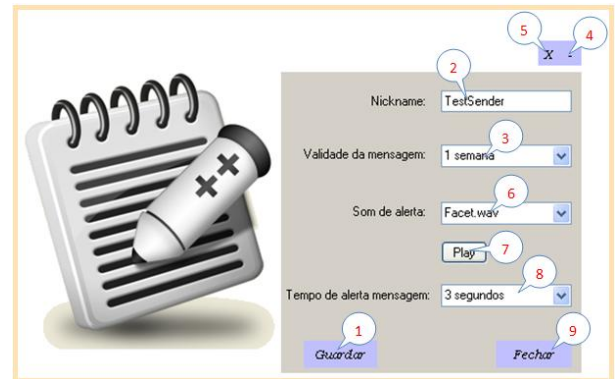 5 4
X -
2
Nickname: TestSender
3
Validade da mensagem: 1 semana
6
Som de alerta: Facet.wav
7
Play
8
Tempo de alerta mensagem: 3 segundos
1 9
Guardar Fechar